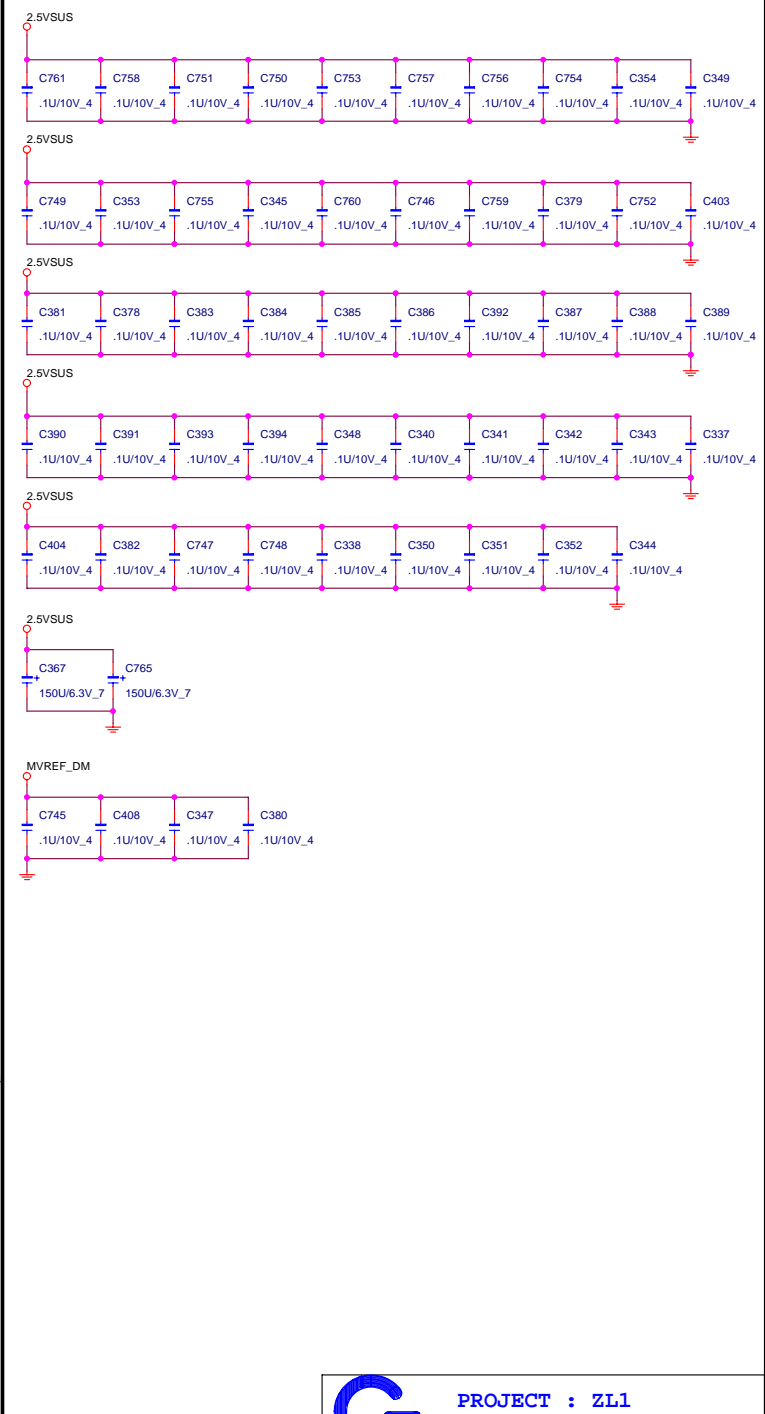 2.5VSUS
C761 C758 C751 C750 C753 C757 C756 C754 C354 C349
.1U/10V_4 .1U/10V_4 .1U/10V_4 .1U/10V_4 .1U/10V_4 .1U/10V_4 .1U/10V_4 .1U/10V_4 .1U/10V_4 .1U/10V_4
2.5VSUS
C749 C353 C755 C345 C760 C746 C759 C379 C752 C403
.1U/10V_4 .1U/10V_4 .1U/10V_4 .1U/10V_4 .1U/10V_4 .1U/10V_4 .1U/10V_4 .1U/10V_4 .1U/10V_4 .1U/10V_4
2.5VSUS
C381 C378 C383 C384 C385 C386 C392 C387 C388 C389
.1U/10V_4 .1U/10V_4 .1U/10V_4 .1U/10V_4 .1U/10V_4 .1U/10V_4 .1U/10V_4 .1U/10V_4 .1U/10V_4 .1U/10V_4
2.5VSUS
C390 C391 C393 C394 C348 C340 C341 C342 C343 C337
.1U/10V_4 .1U/10V_4 .1U/10V_4 .1U/10V_4 .1U/10V_4 .1U/10V_4 .1U/10V_4 .1U/10V_4 .1U/10V_4 .1U/10V_4
2.5VSUS
C404 C382 C747 C748 C338 C350 C351 C352 C344
.1U/10V_4 .1U/10V_4 .1U/10V_4 .1U/10V_4 .1U/10V_4 .1U/10V_4 .1U/10V_4 .1U/10V_4 .1U/10V_4
2.5VSUS
C367 C765
+ +
150U/6.3V_7 150U/6.3V_7
MVREF_DM
C745 C408 C347 C380
.1U/10V_4 .1U/10V_4 .1U/10V_4 .1U/10V_4
PROJECT : ZL1